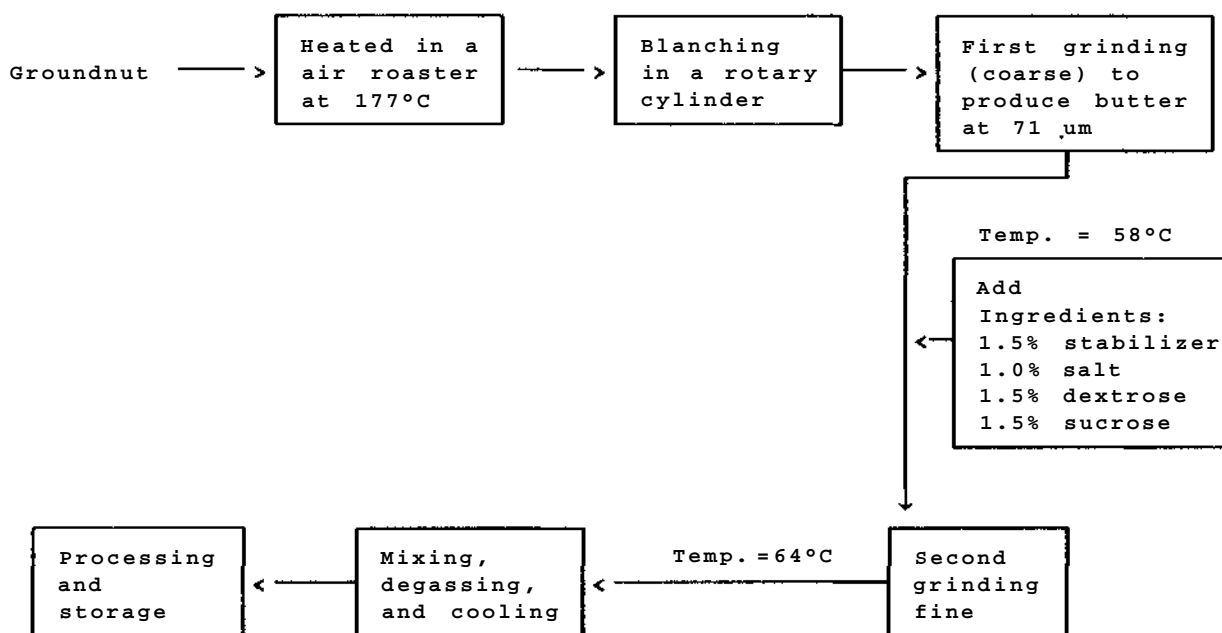 Groundnut
Heated in a
air roaster
at 177°C
Blanching
in a rotary
cylinder
First grinding
(coarse) to
produce butter
at 71 um
Temp. = 58°C
Add
Ingredients:
1.5% stabilizer
1.0% salt
1.5% dextrose
1.5% sucrose
Second
grinding
fine
Temp.=64°C
Mixing,
degassing,
and cooling
Processing
and
storage